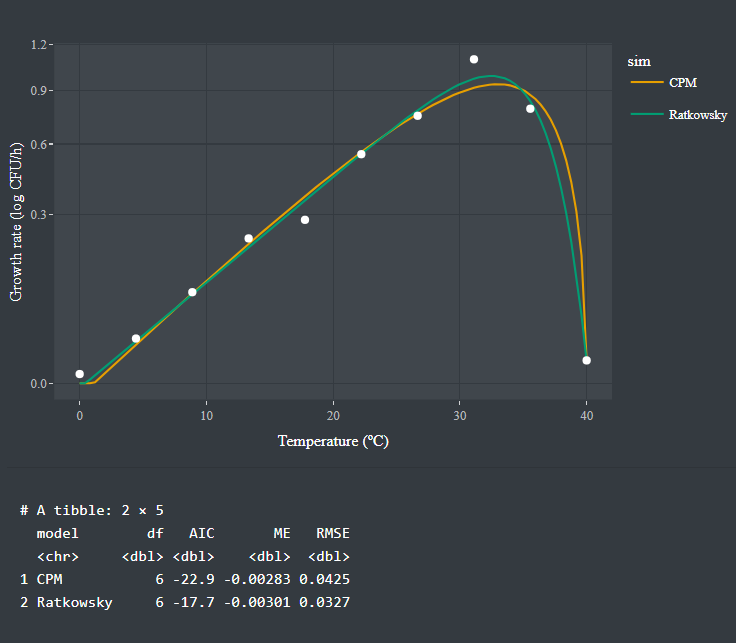 1.2
0.9
0.6
0.3
0.0
Growth rate (log CFU/h)
0 10 20 30 40
Temperature (ºC)
sim
CPM
Ratkowsky
# A tibble: 2 × 5
model df AIC ME RMSE
<chr> <dbl> <dbl> <dbl> <dbl>
1 CPM 6 -22.9 -0.00283 0.0425
2 Ratkowsky 6 -17.7 -0.00301 0.0327